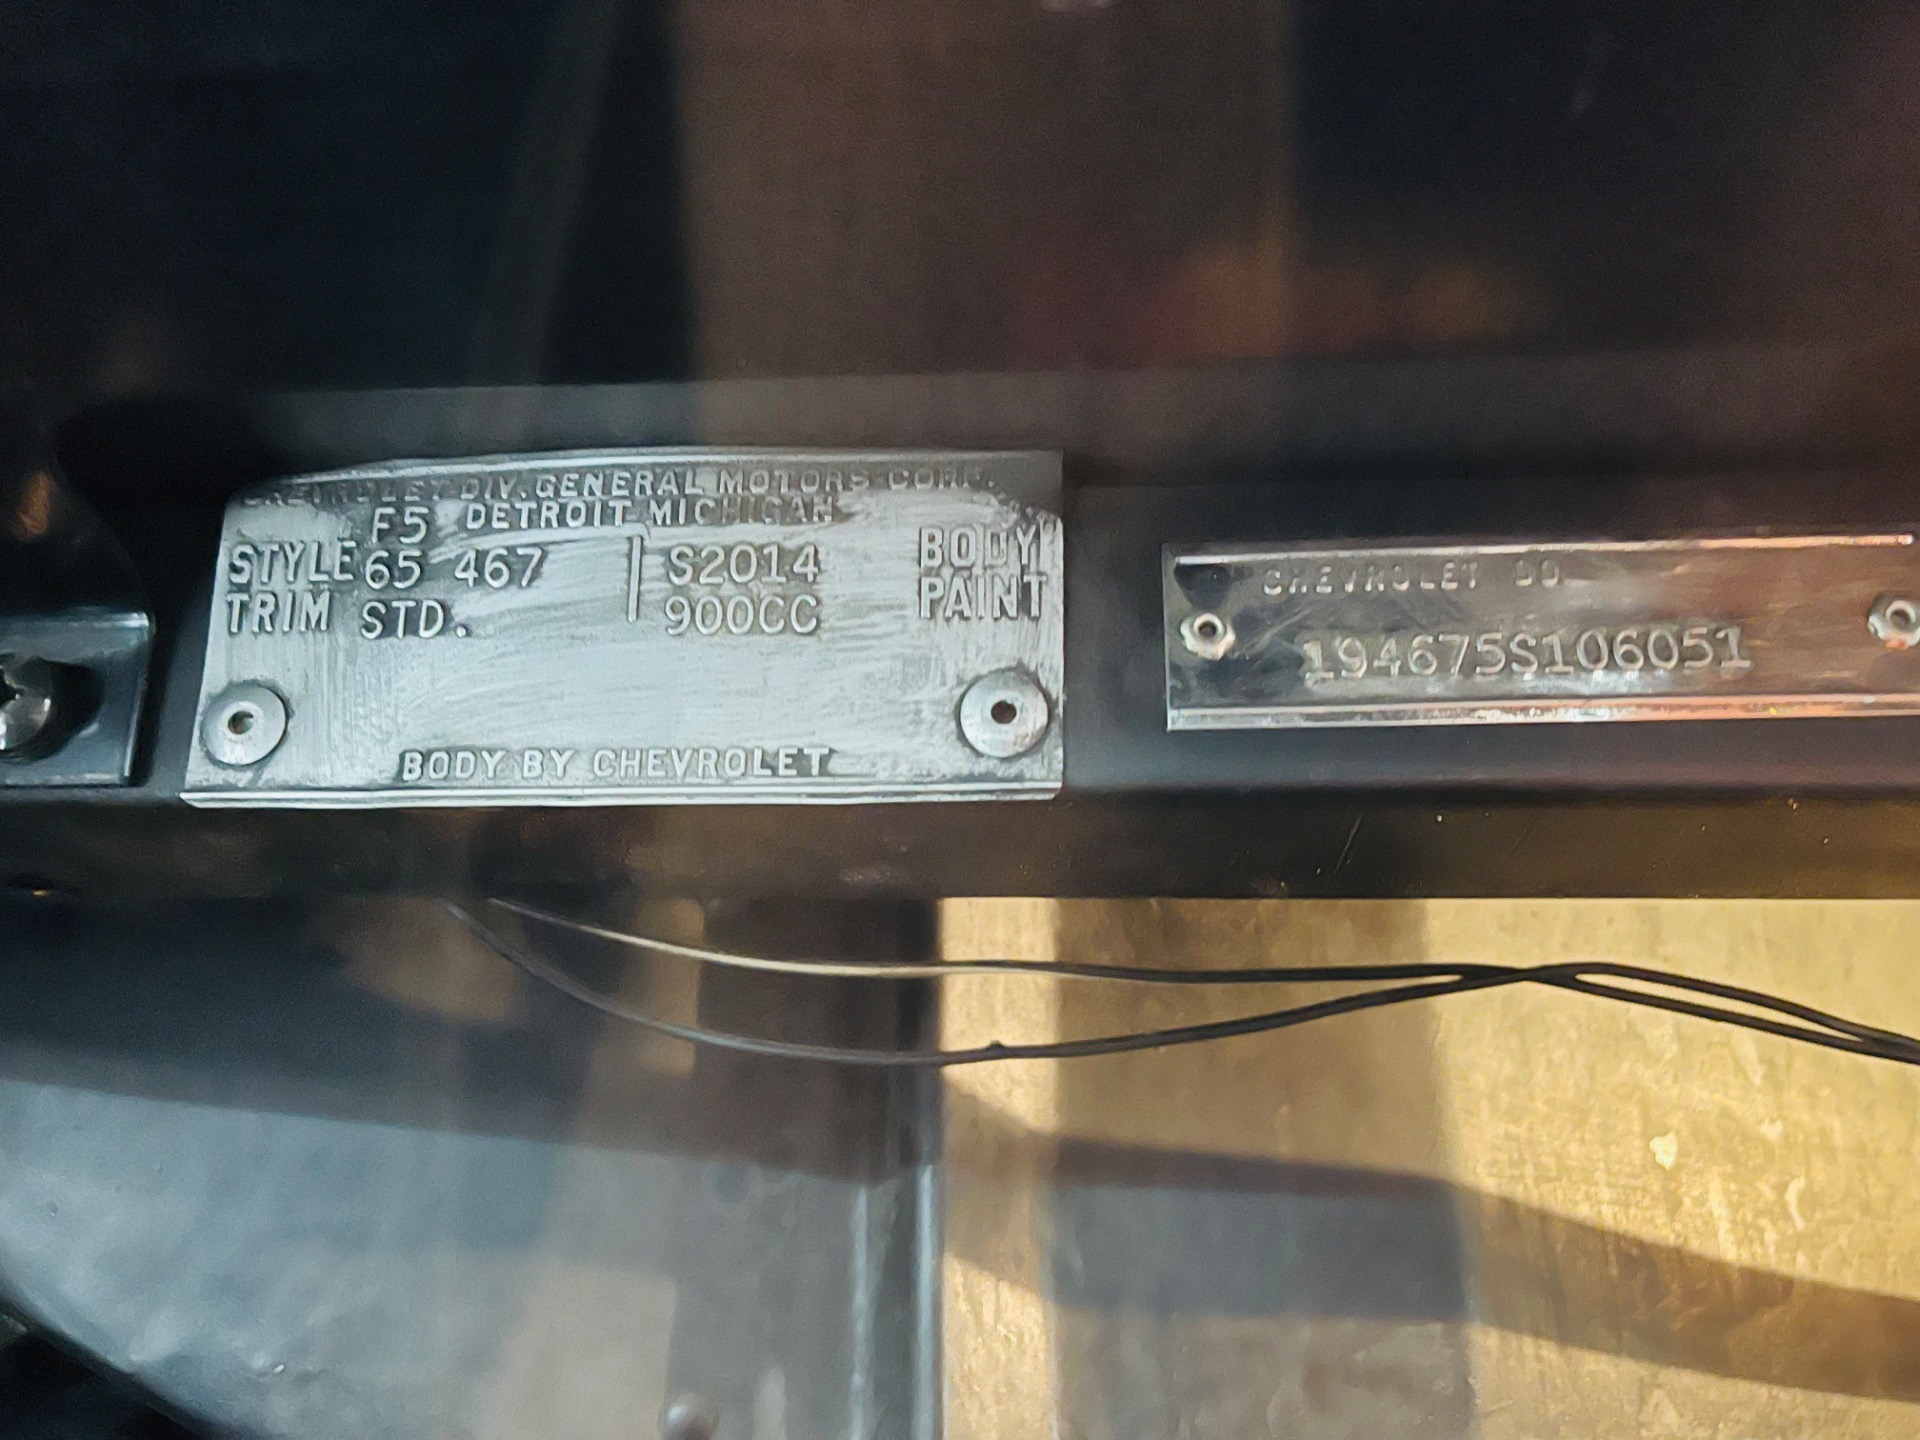 CHEVROLET DIV. GENERAL MOTORS CORP.
F5 DETROIT MICHIGAN
STYLE 65 467 S2014 BODY
TRIM STD. 900CC PAINT
BODY BY CHEVROLET
CHEVROLET
194675S106051